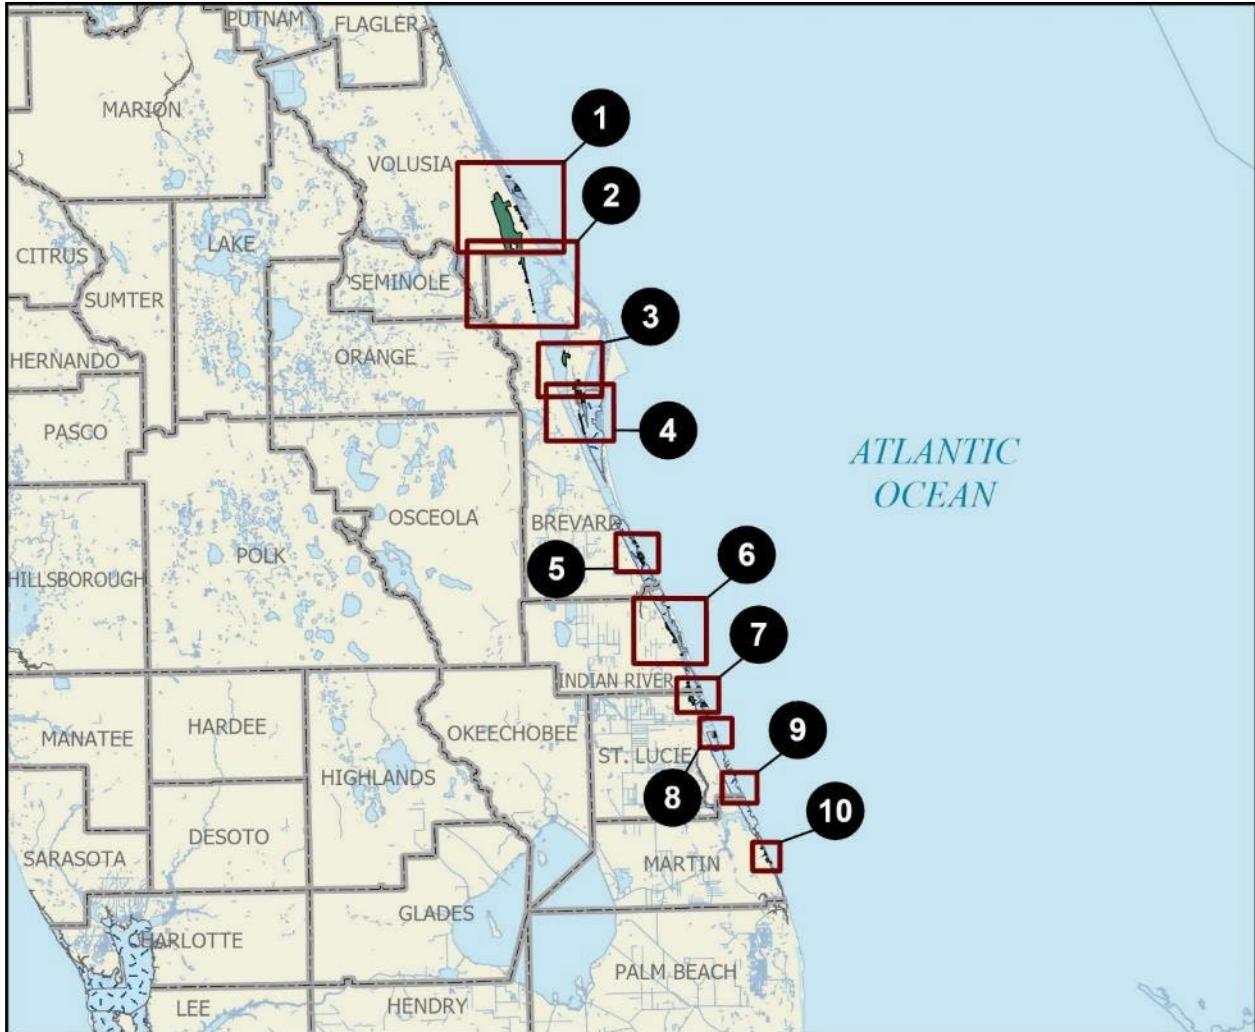 PUTNAM
FLAGLER
MARION
1
VOLUSIA
2
LAKE
CITRUS
SEMINOLE
SUMTER
3
HERNANDO
ORANGE
PASCO
4
ATLANTIC
OCEAN
OSCEOLA
BREVARD
POLK
5
6
HILLSBOROUGH
7
INDIAN RIVER
HARDEE
OKEECHOBEE
MANATEE
9
ST. LUCIE
HIGHLANDS
8
10
DESOTO
SARASOTA
MARTIN
GLADES
CHARLOTTE
PALM BEACH
LEE
HENDRY